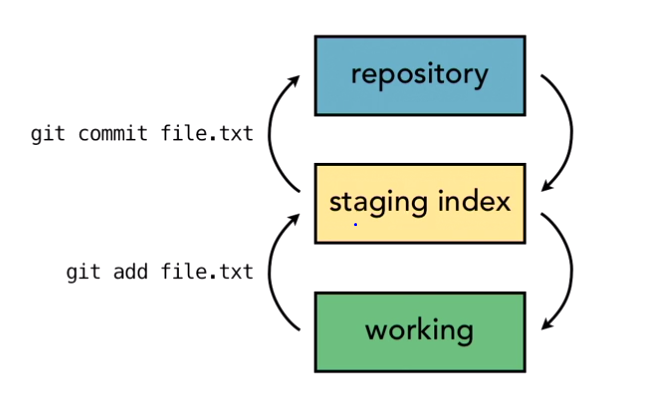 repository
git commit file.txt
staging index
git add file.txt
working